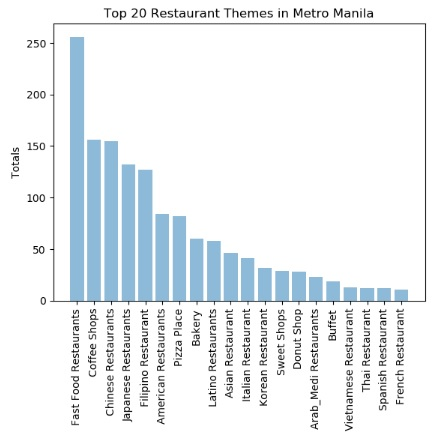 Top 20 Restaurant Themes in Metro Manila
Totals
250
200
150
100
50
0
Fast Food Restaurants
Coffee Shops
Chinese Restaurants
Japanese Restaurants
Filipino Restaurant
American Restaurants
Pizza Place
Bakery
Latino Restaurants
Asian Restaurant
Italian Restaurant
Korean Restaurant
Sweet Shops
Donut Shop
Arab_Medi Restaurants
Buffet
Vietnamese Restaurant
Thai Restaurant
Spanish Restaurant
French Restaurant